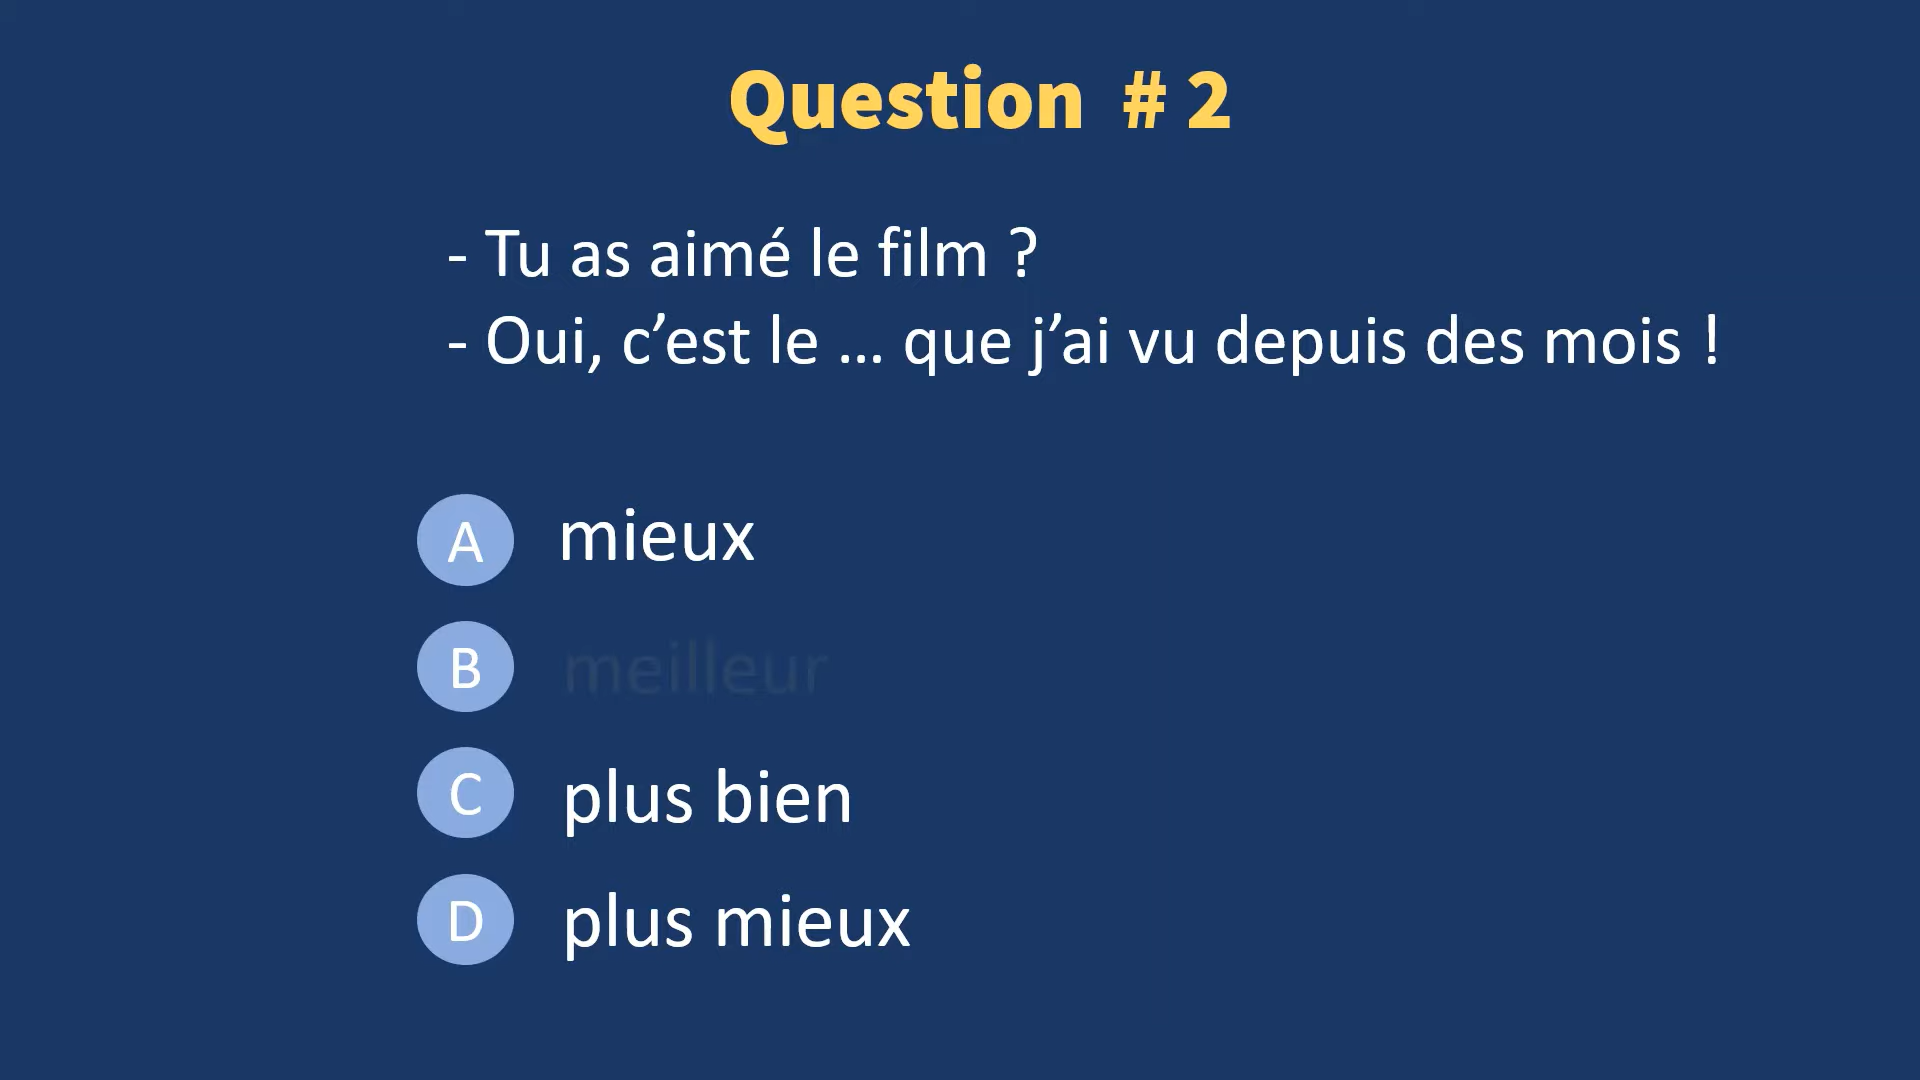 Question # 2
- Tu as aimé le film ?
- Oui, c’est le ... que j’ai vu depuis des mois !
A mieux
B meilleur
C plus bien
D plus mieux